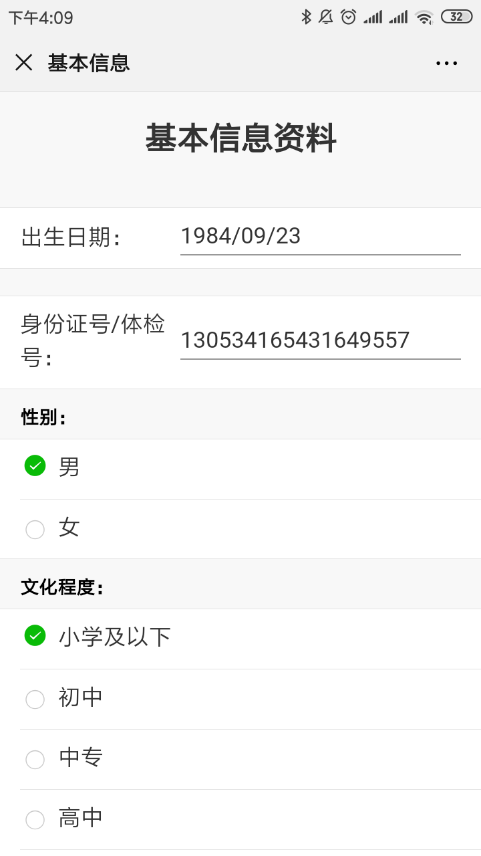 下午4:09
32
基本信息
基本信息资料
出生日期：
1984/09/23
身份证号/体检
号：
130534165431649557
性别：
男
女
文化程度：
小学及以下
初中
中专
高中